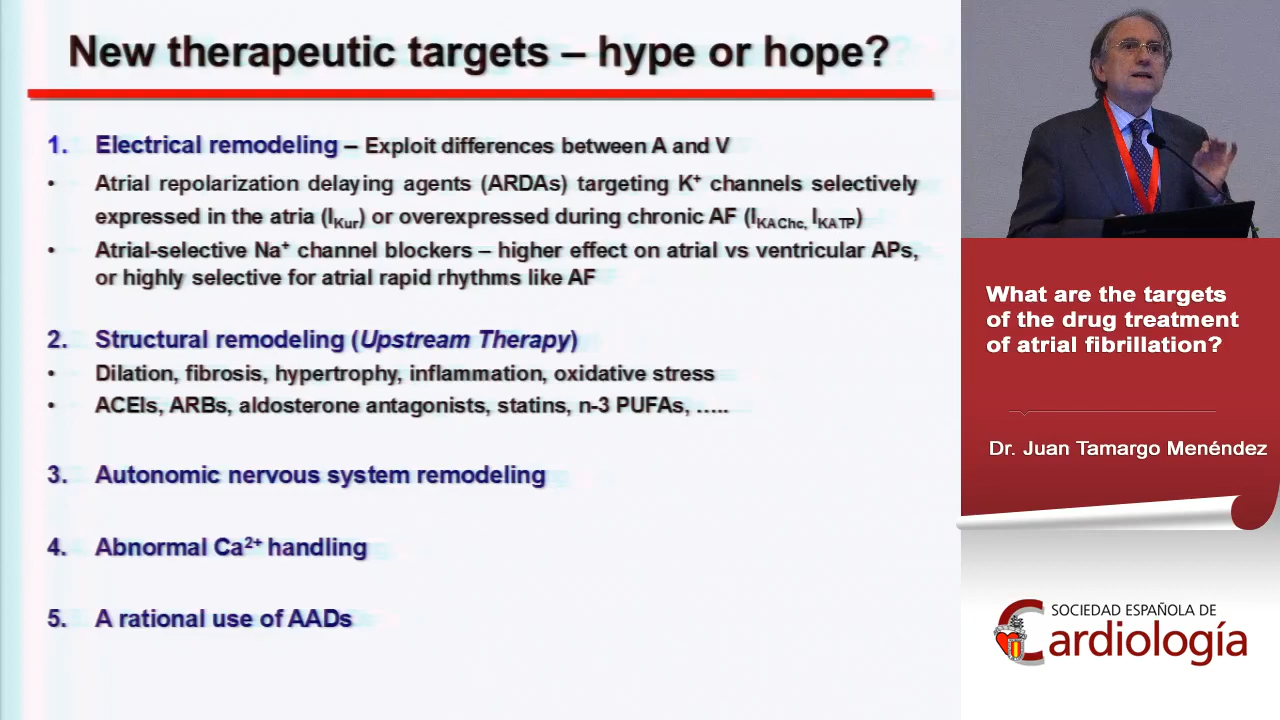 New therapeutic targets – hype or hope?
1. Electrical remodeling – Exploit differences between A and V
• Atrial repolarization delaying agents (ARDAs) targeting K⁺ channels selectively
expressed in the atria (IKur) or overexpressed during chronic AF (IKAChc, IKATP)
• Atrial-selective Na⁺ channel blockers – higher effect on atrial vs ventricular APs,
or highly selective for atrial rapid rhythms like AF
2. Structural remodeling (Upstream Therapy)
• Dilation, fibrosis, hypertrophy, inflammation, oxidative stress
• ACEIs, ARBs, aldosterone antagonists, statins, n-3 PUFAs, …..
3. Autonomic nervous system remodeling
4. Abnormal Ca²⁺ handling
5. A rational use of AADs
What are the targets
of the drug treatment
of atrial fibrillation?
Dr. Juan Tamargo Menéndez
SOCIEDAD ESPAÑOLA DE
Cardiología